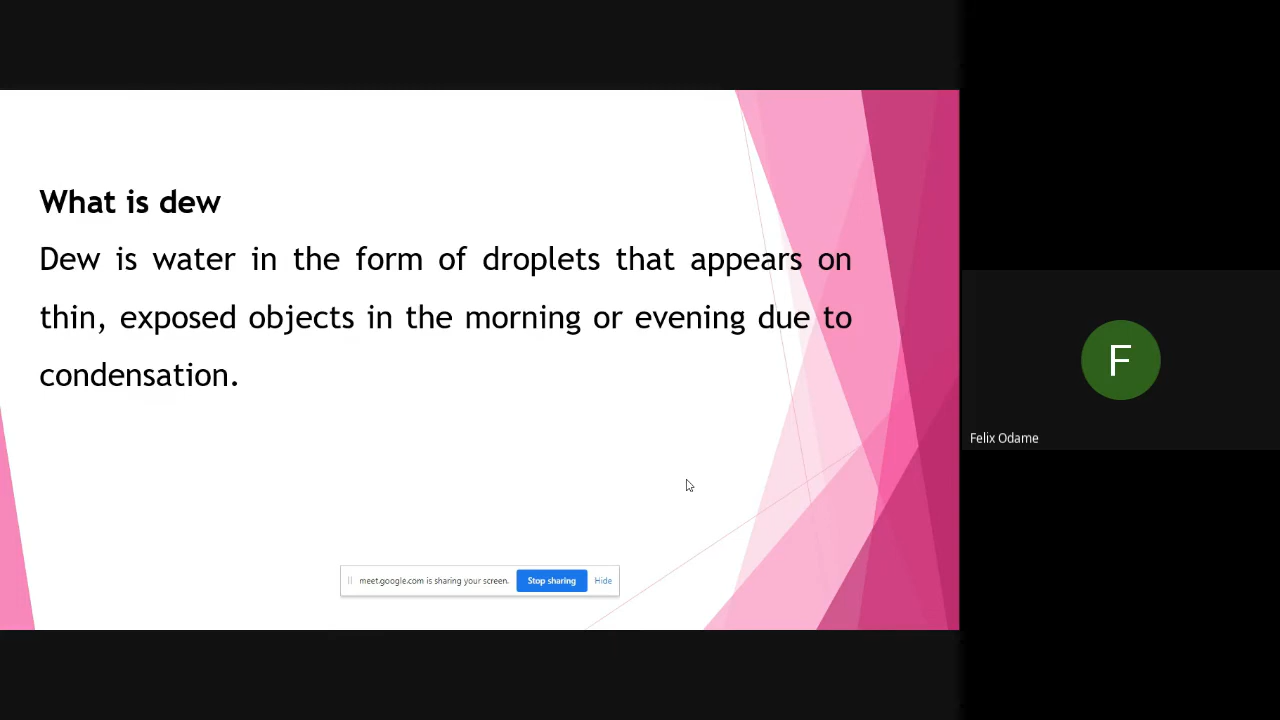 What is dew
Dew is water in the form of droplets that appears on
thin, exposed objects in the morning or evening due to
condensation.
meet.google.com is sharing your screen.
Stop sharing
Hide
F
Felix Odame